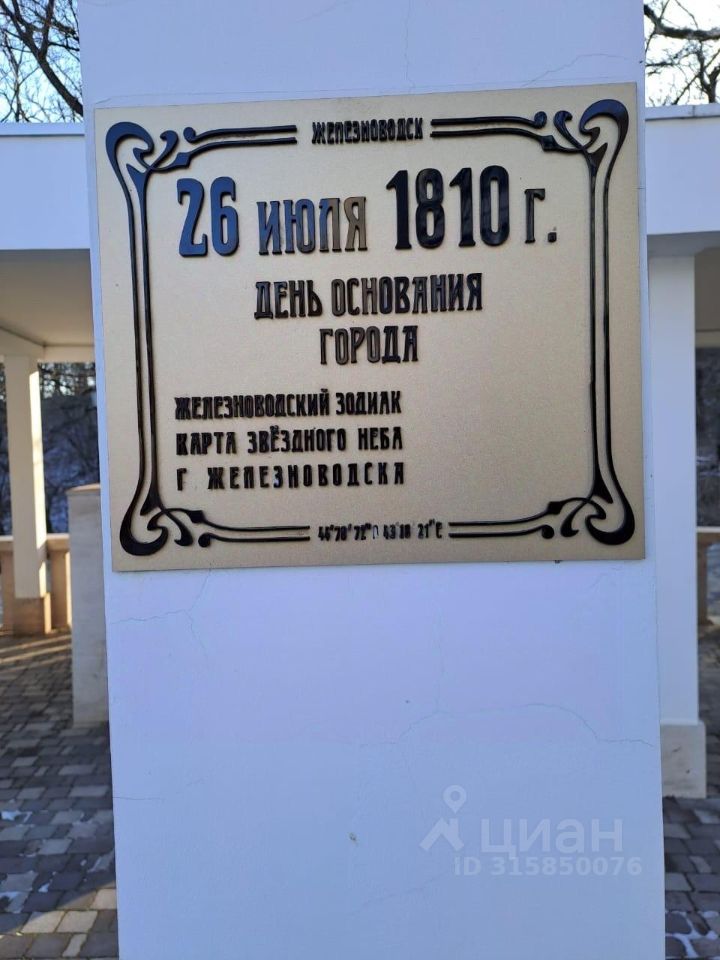 ЖЕЛЕЗНОВОДСК
26 ИЮЛЯ 1810 Г.
ДЕНЬ ОСНОВАНИЯ
ГОРОДА
ЖЕЛЕЗНОВОДСКИЙ ЗОДИАК
КАРТА ЗВЁЗДНОГО НЕБА
Г ЖЕЛЕЗНОВОДСКА
циан
ID 315850076